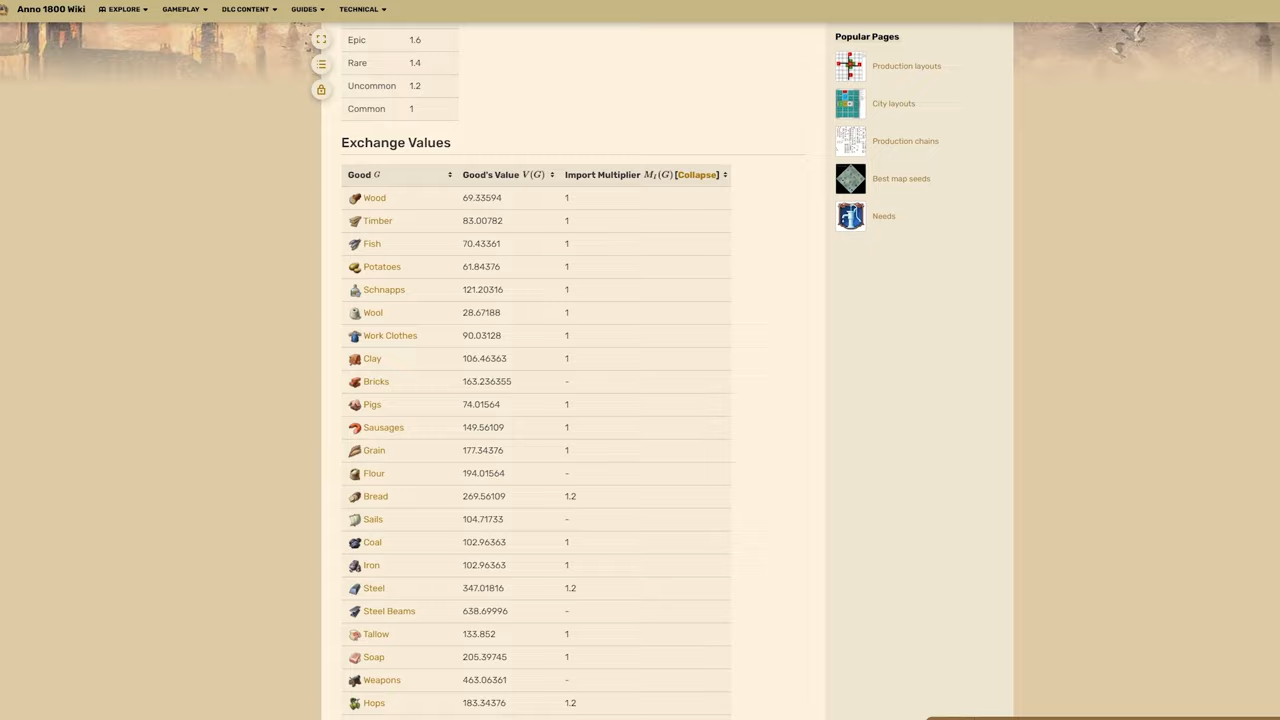 Anno 1800 Wiki EXPLORE GAMEPLAY DLC CONTENT GUIDES TECHNICAL
Epic 1.6
Rare 1.4
Uncommon 1.2
Common 1
Exchange Values
Good G Good's Value V(G) Import Multiplier M_I(G) [Collapse]
Wood 69.33594 1
Timber 83.00782 1
Fish 70.43361 1
Potatoes 61.84376 1
Schnapps 121.20316 1
Wool 28.67188 1
Work Clothes 90.03128 1
Clay 106.46363 1
Bricks 163.236355 -
Pigs 74.01564 1
Sausages 149.56109 1
Grain 177.34376 1
Flour 194.01564 -
Bread 269.56109 1.2
Sails 104.71733 -
Coal 102.96363 1
Iron 102.96363 1
Steel 347.01816 1.2
Steel Beams 638.69996 -
Tallow 133.852 1
Soap 205.39745 1
Weapons 463.06361 -
Hops 183.34376 1.2
Popular Pages
Production layouts
City layouts
Production chains
Best map seeds
Needs